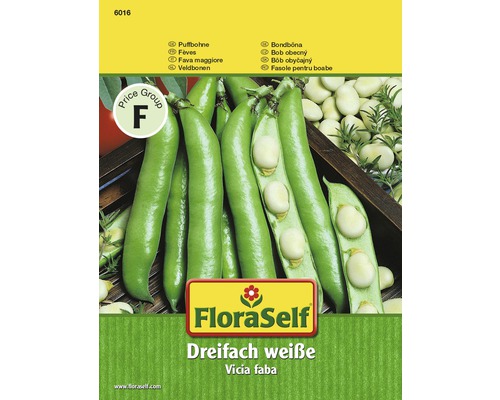 6016
Puffbohne
Fèves
Fava maggiore
Veldbonen
Bondböna
Bob obecný
Bôb obyčajný
Fasole pentru boabe
Price Group
F
FloraSelf
Dreifach weiße
Vicia faba
www.floraself.com